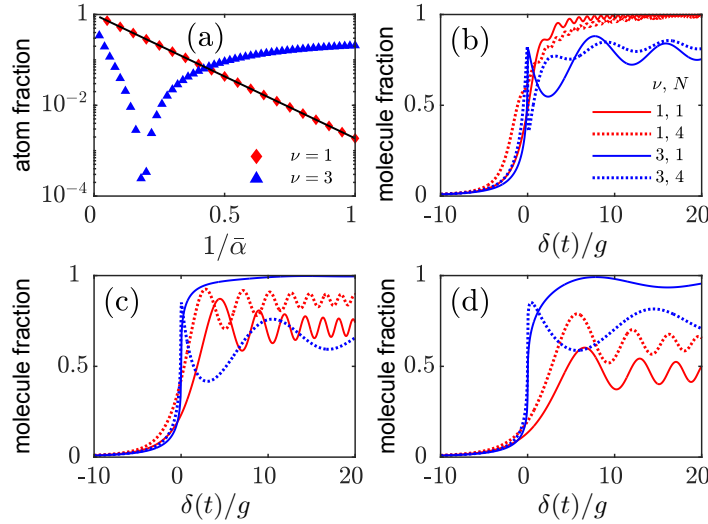 (a)
atom fraction
1
10⁻²
10⁻⁴
0 0.5 1
1/ᾱ
ν = 1
ν = 3
(b)
molecule fraction
1
0.5
0
-10 0 10 20
δ(t)/g
ν, N
1, 1
1, 4
3, 1
3, 4
(c)
molecule fraction
1
0.5
0
-10 0 10 20
δ(t)/g
(d)
molecule fraction
1
0.5
0
-10 0 10 20
δ(t)/g